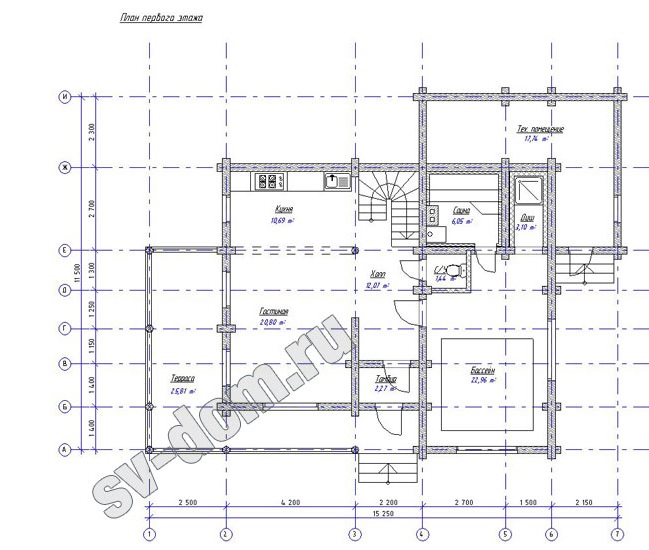 План первого этажа
И
Ж
Е
Д
Г
В
Б
А
2 300
2 700
1 300
1 250
1 150
1 400
1 400
11 500
Тех. помещение
17,74 м²
Кухня
10,69 м²
Сауна
6,05 м²
Душ
3,10 м²
С/У
1,44 м²
Холл
12,07 м²
Гостиная
20,80 м²
Терраса
25,81 м²
Тамбур
2,27 м²
Бассейн
22,96 м²
sv-dom.ru
2 500
4 200
2 200
2 700
1 500
2 150
15 250
1
2
3
4
5
6
7